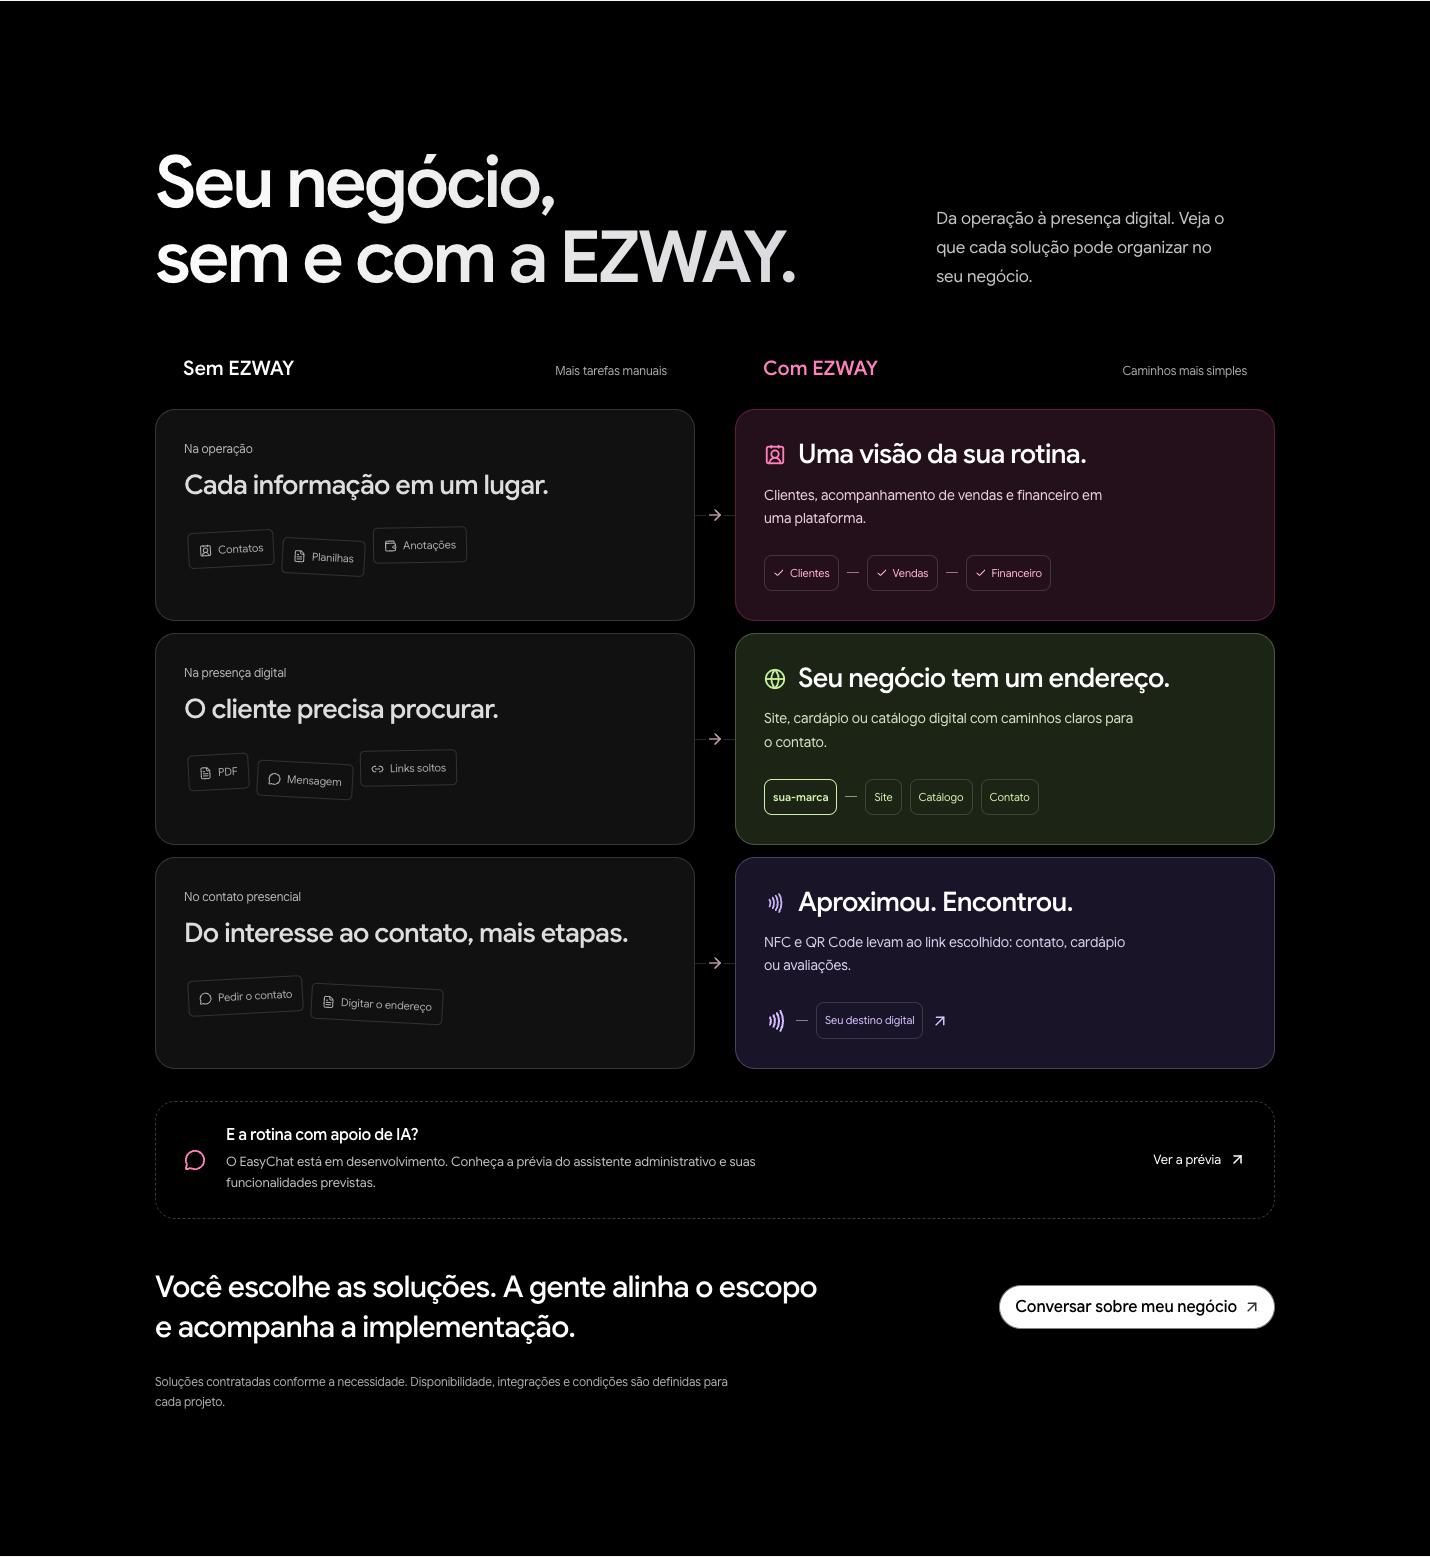 Seu negócio,
sem e com a EZWAY.
Da operação à presença digital. Veja o
que cada solução pode organizar no
seu negócio.
Sem EZWAY
Mais tarefas manuais
Com EZWAY
Caminhos mais simples
Na operação
Cada informação em um lugar.
Contatos
Planilhas
Anotações
Uma visão da sua rotina.
Clientes, acompanhamento de vendas e financeiro em
uma plataforma.
Clientes
Vendas
Financeiro
Na presença digital
O cliente precisa procurar.
PDF
Mensagem
Links soltos
Seu negócio tem um endereço.
Site, cardápio ou catálogo digital com caminhos claros para
o contato.
sua-marca
Site
Catálogo
Contato
No contato presencial
Do interesse ao contato, mais etapas.
Pedir o contato
Digitar o endereço
Aproximou. Encontrou.
NFC e QR Code levam ao link escolhido: contato, cardápio
ou avaliações.
Seu destino digital
E a rotina com apoio de IA?
O EasyChat está em desenvolvimento. Conheça a prévia do assistente administrativo e suas
funcionalidades previstas.
Ver a prévia
Você escolhe as soluções. A gente alinha o escopo
e acompanha a implementação.
Conversar sobre meu negócio
Soluções contratadas conforme a necessidade. Disponibilidade, integrações e condições são definidas para
cada projeto.